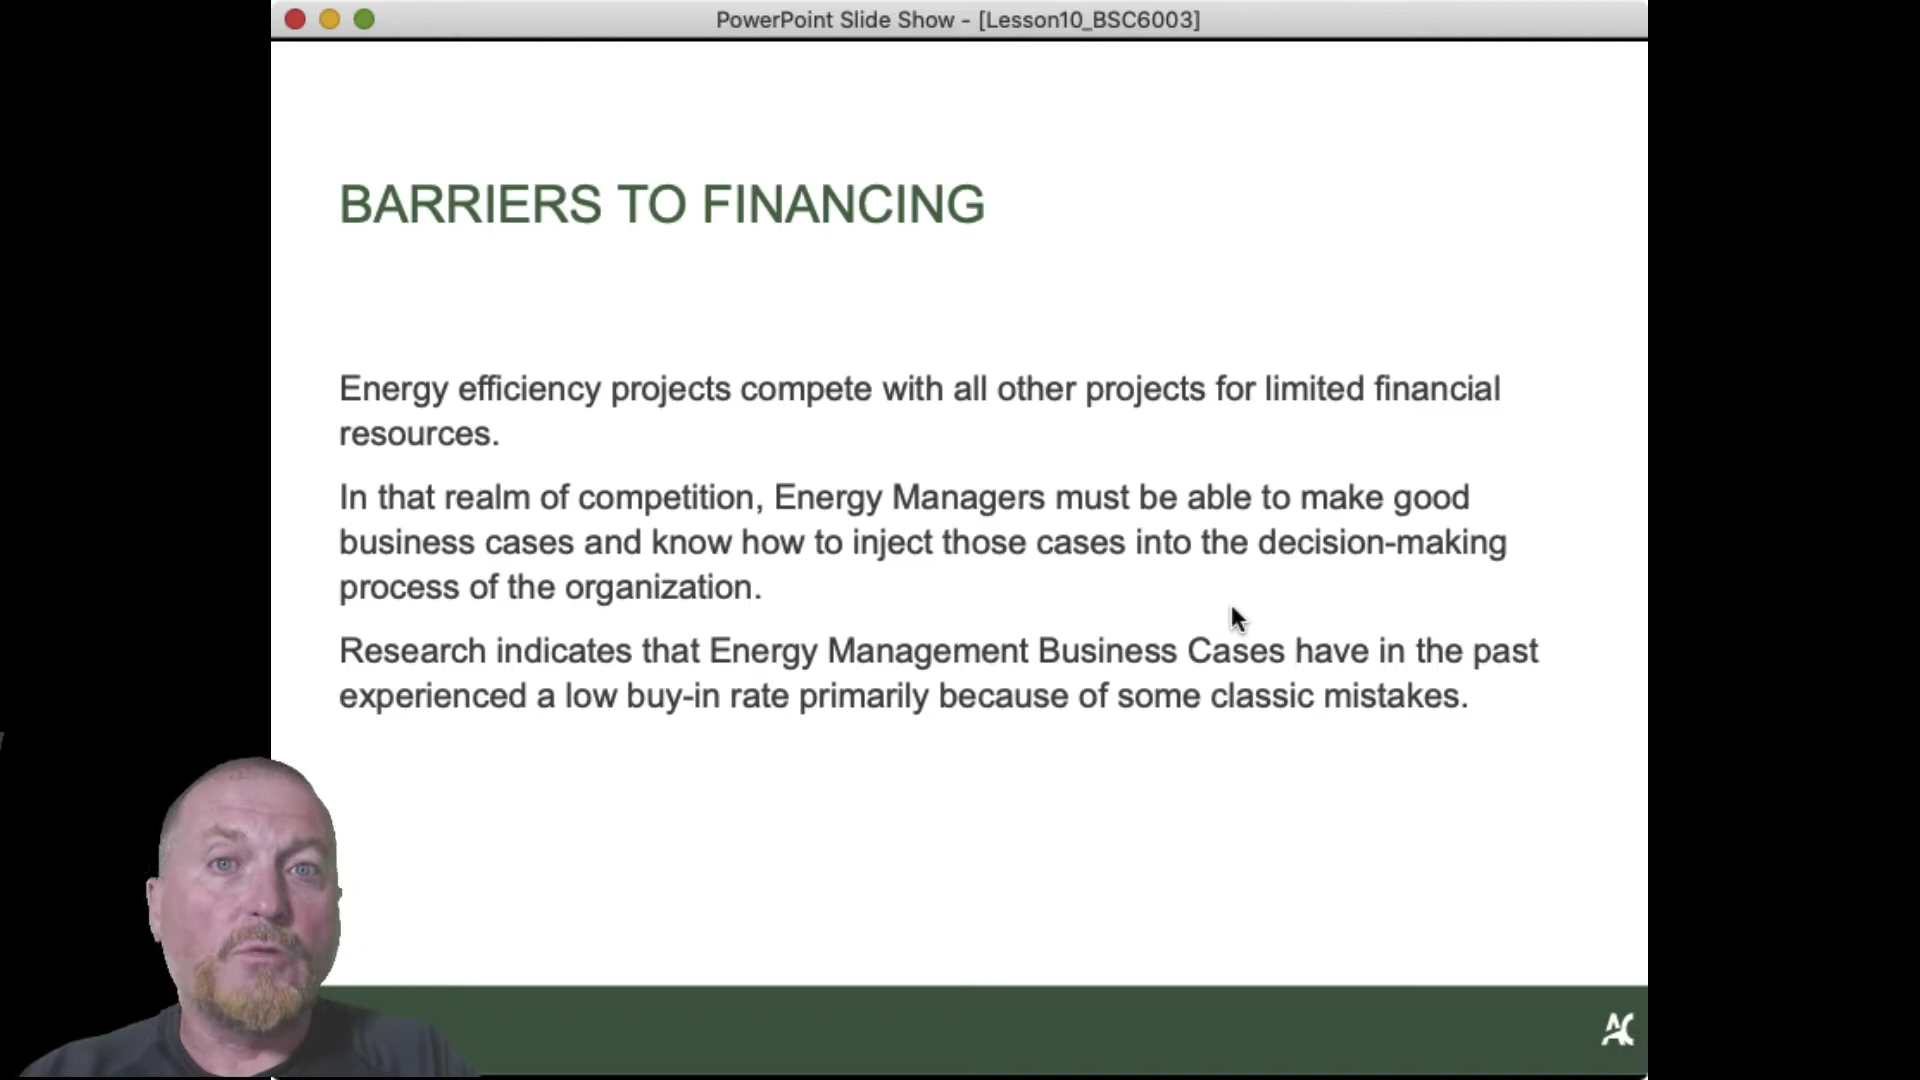 PowerPoint Slide Show - [Lesson10_BSC6003]
BARRIERS TO FINANCING
Energy efficiency projects compete with all other projects for limited financial
resources.
In that realm of competition, Energy Managers must be able to make good
business cases and know how to inject those cases into the decision-making
process of the organization.
Research indicates that Energy Management Business Cases have in the past
experienced a low buy-in rate primarily because of some classic mistakes.
AC